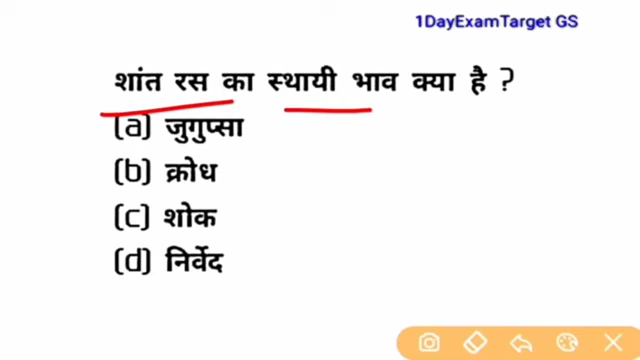 1DayExamTarget GS
शांत रस का स्थायी भाव क्या है ?
(a) जुगुप्सा
(b) क्रोध
(c) शोक
(d) निर्वेद